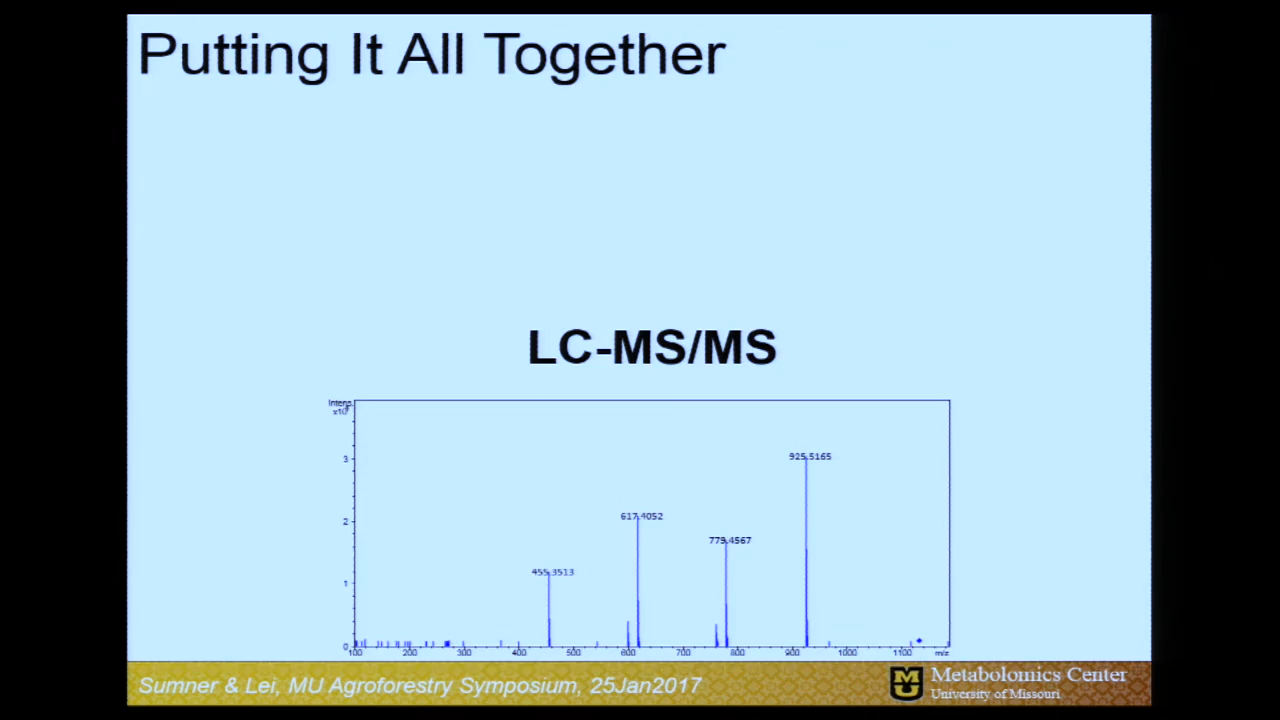 Putting It All Together
LC-MS/MS
Intens.
3
2
1
0
925.5165
617.4052
779.4567
455.3513
100 200 300 400 500 600 700 800 900 1000 1100 m/z
Sumner & Lei, MU Agroforestry Symposium, 25Jan2017
Metabolomics Center
University of Missouri